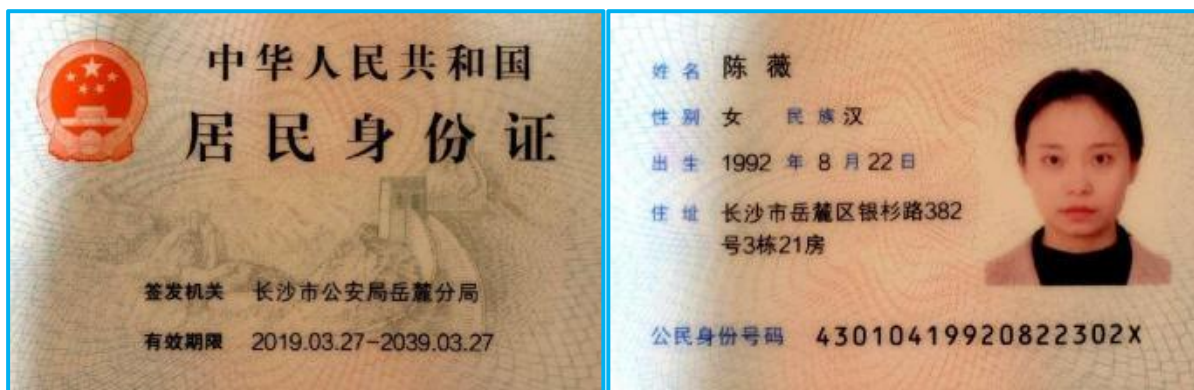 中华人民共和国
居民身份证
签发机关 长沙市公安局岳麓分局
有效期限 2019.03.27-2039.03.27
姓名 陈薇
性别 女 民族 汉
出生 1992 年 8 月 22 日
住址 长沙市岳麓区银杉路382
号3栋21房
公民身份号码 43010419920822302X